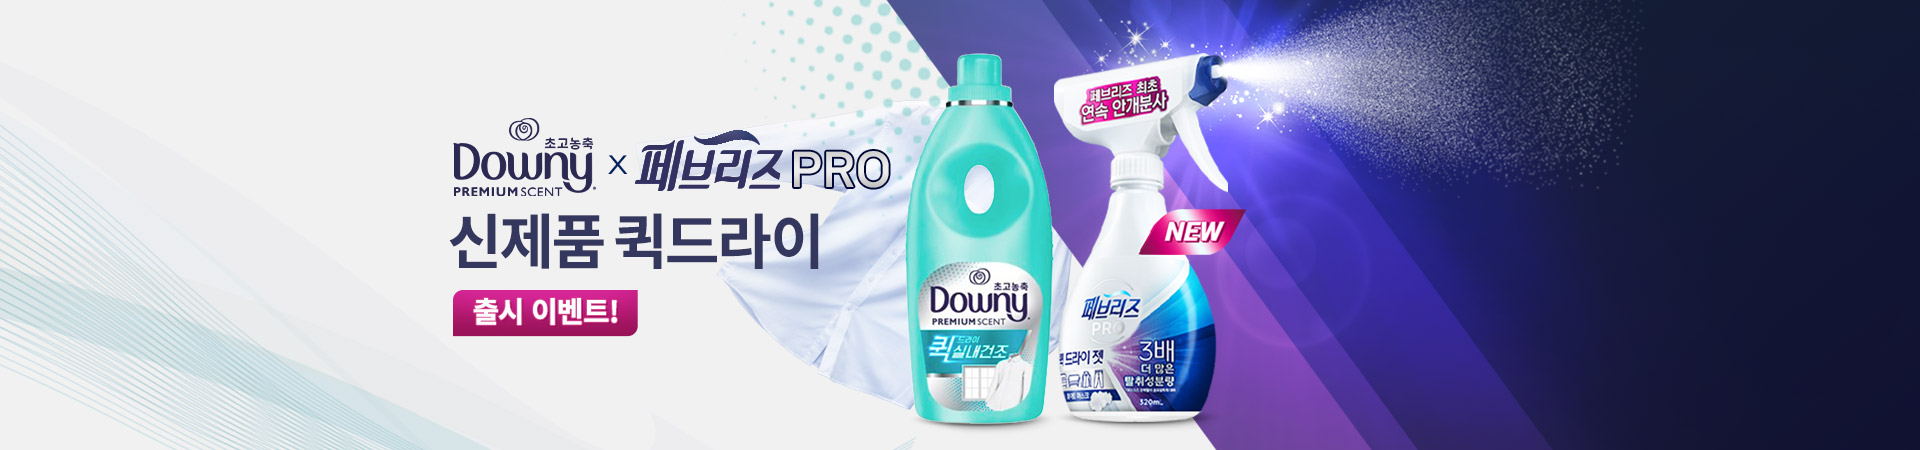 초고농축
Downy x 페브리즈 PRO
PREMIUM SCENT
신제품 퀵드라이
출시 이벤트!
초고농축
Downy
PREMIUM SCENT
퀵드라이
실내건조
페브리즈 최초
연속 안개분사
NEW
페브리즈
PRO
드라이 젯
3배
더 많은
탈취성분량
320mL